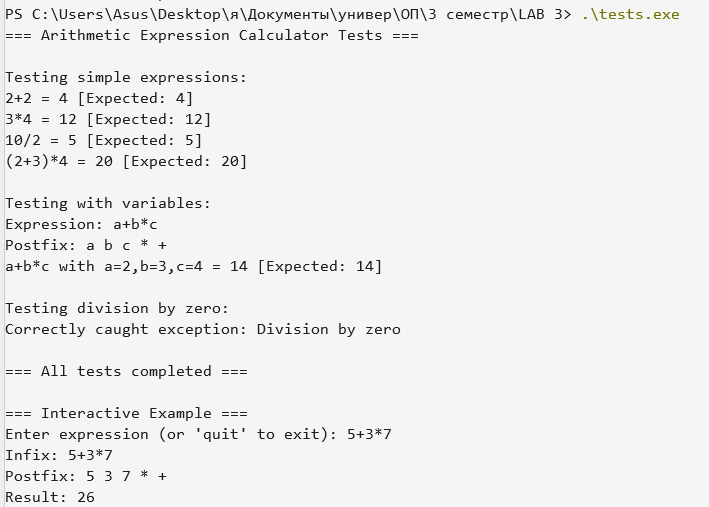 PS C:\Users\Asus\Desktop\я\Документы\универ\ОП\3 семестр\LAB 3> .\tests.exe
=== Arithmetic Expression Calculator Tests ===
Testing simple expressions:
2+2 = 4 [Expected: 4]
3*4 = 12 [Expected: 12]
10/2 = 5 [Expected: 5]
(2+3)*4 = 20 [Expected: 20]
Testing with variables:
Expression: a+b*c
Postfix: a b c * +
a+b*c with a=2,b=3,c=4 = 14 [Expected: 14]
Testing division by zero:
Correctly caught exception: Division by zero
=== All tests completed ===
=== Interactive Example ===
Enter expression (or 'quit' to exit): 5+3*7
Infix: 5+3*7
Postfix: 5 3 7 * +
Result: 26